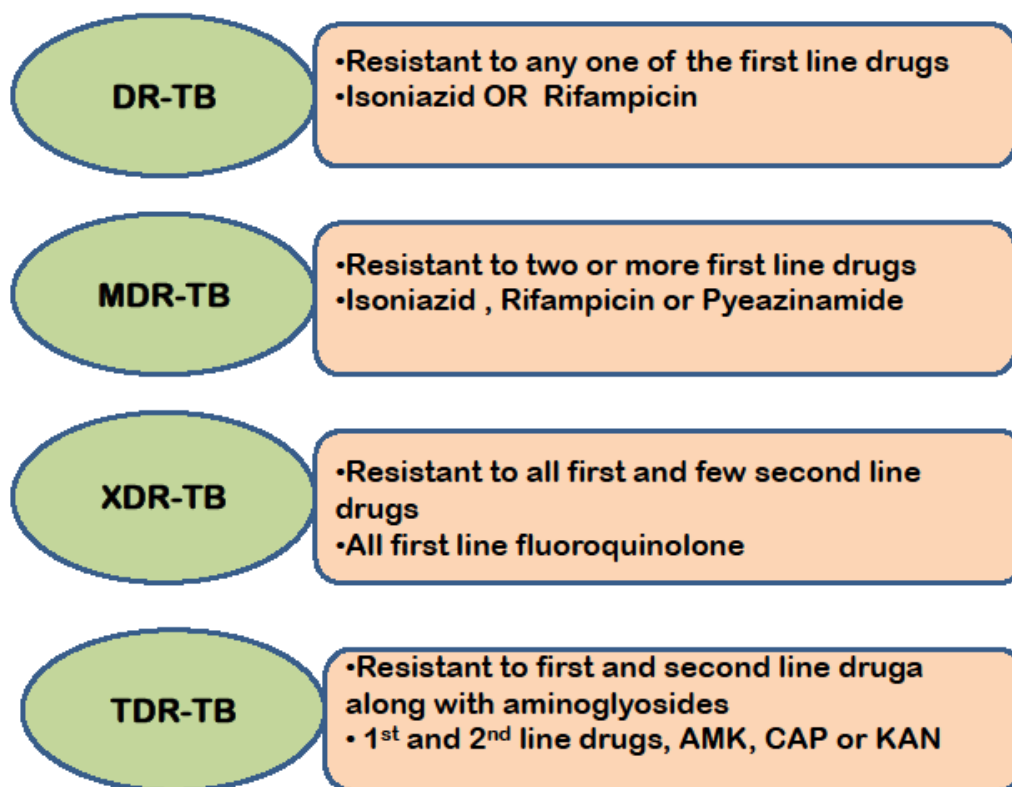 DR-TB
•Resistant to any one of the first line drugs
•Isoniazid OR Rifampicin
MDR-TB
•Resistant to two or more first line drugs
•Isoniazid , Rifampicin or Pyeazinamide
XDR-TB
•Resistant to all first and few second line
drugs
•All first line fluoroquinolone
TDR-TB
•Resistant to first and second line druga
along with aminoglyosides
• 1st and 2nd line drugs, AMK, CAP or KAN